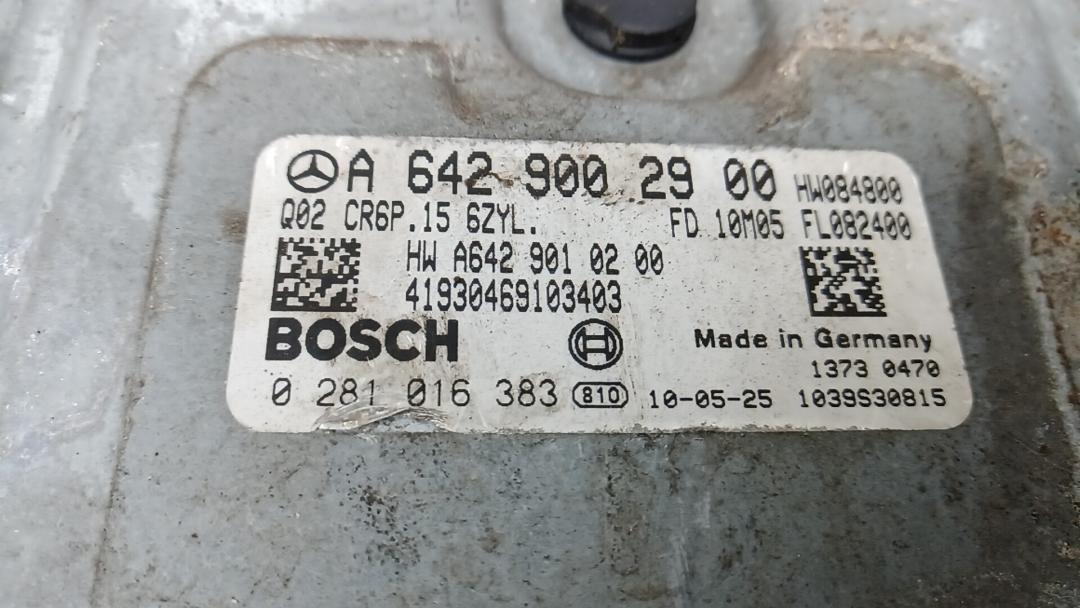 A 642 900 29 00 HW084800
Q02 CR6P.15 6ZYL. FD 10M05 FL082400
HW A642 901 02 00
41930469103403
BOSCH Made in Germany
1373 0470
0 281 016 383 810 10-05-25 1039S30815